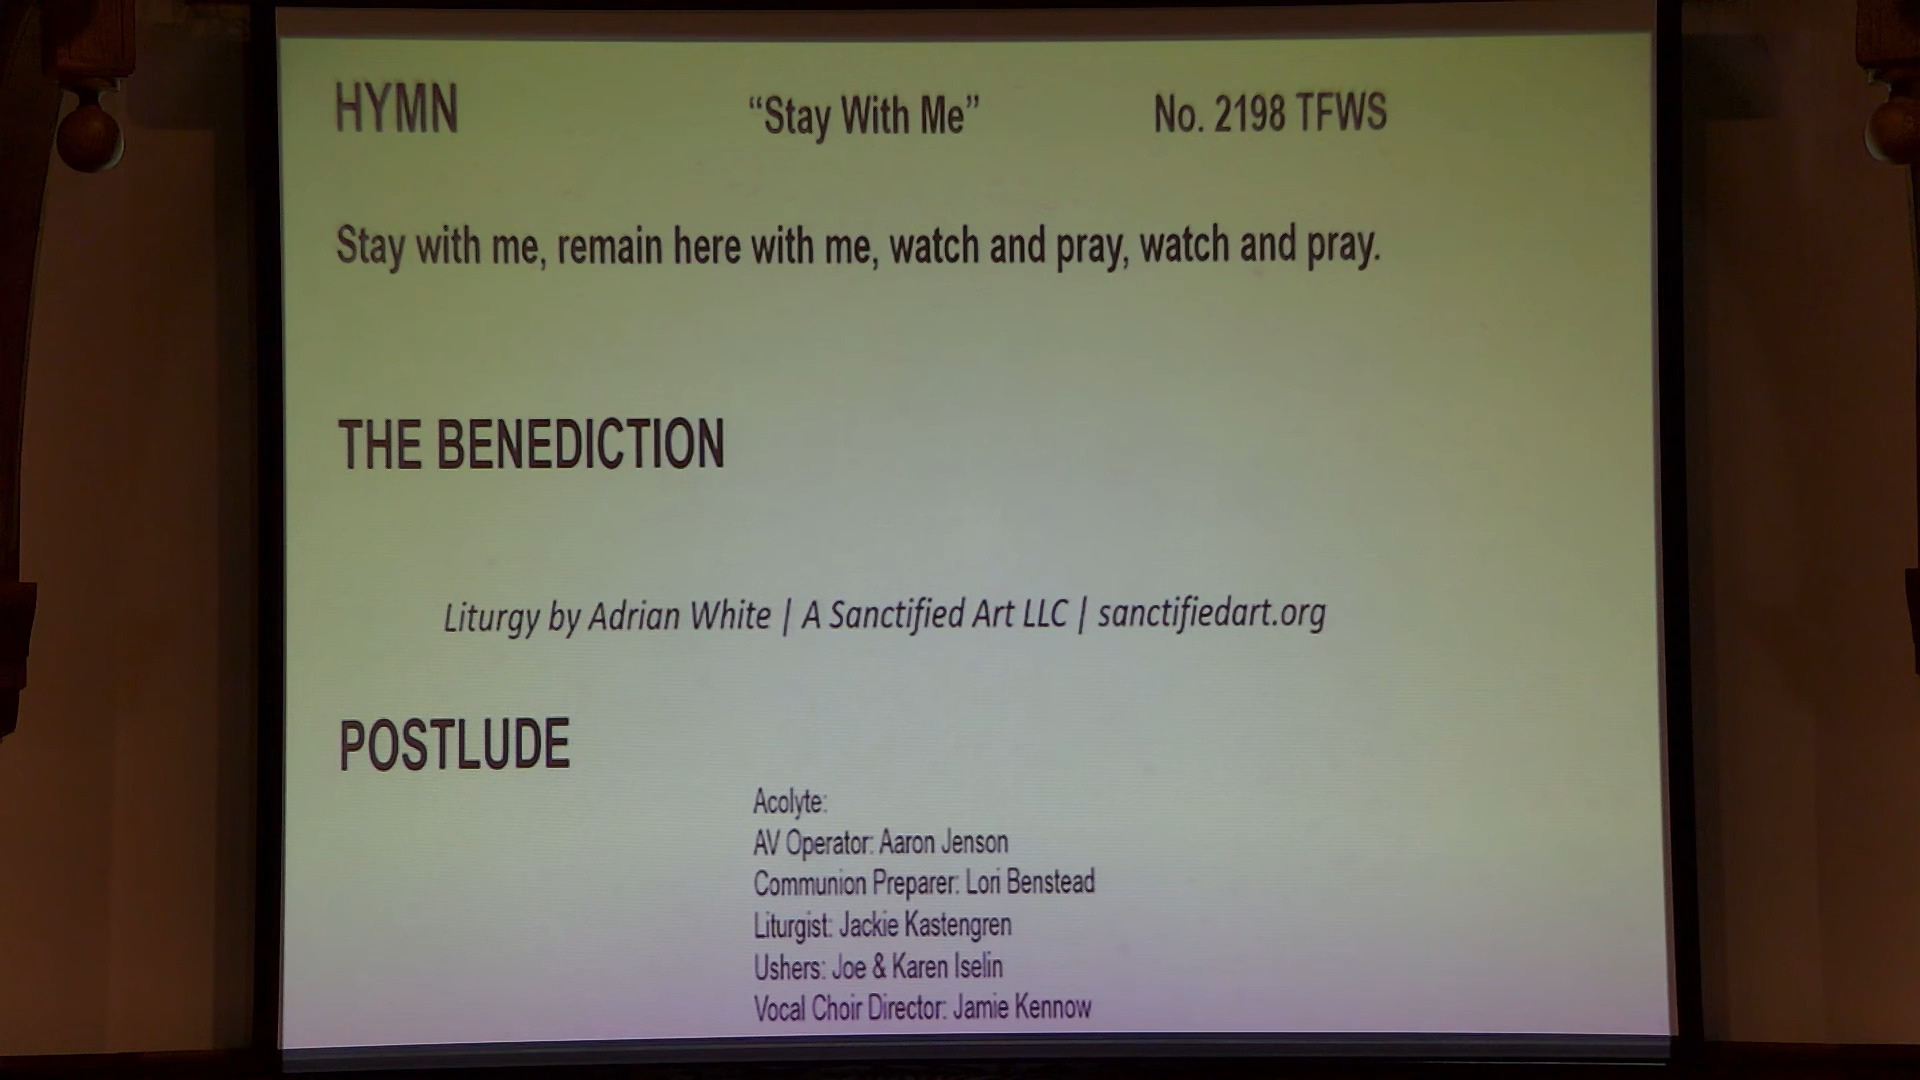 HYMN "Stay With Me" No. 2198 TFWS
Stay with me, remain here with me, watch and pray, watch and pray.
THE BENEDICTION
Liturgy by Adrian White | A Sanctified Art LLC | sanctifiedart.org
POSTLUDE
Acolyte:
AV Operator: Aaron Jenson
Communion Preparer: Lori Benstead
Liturgist: Jackie Kastengren
Ushers: Joe & Karen Iselin
Vocal Choir Director: Jamie Kennow